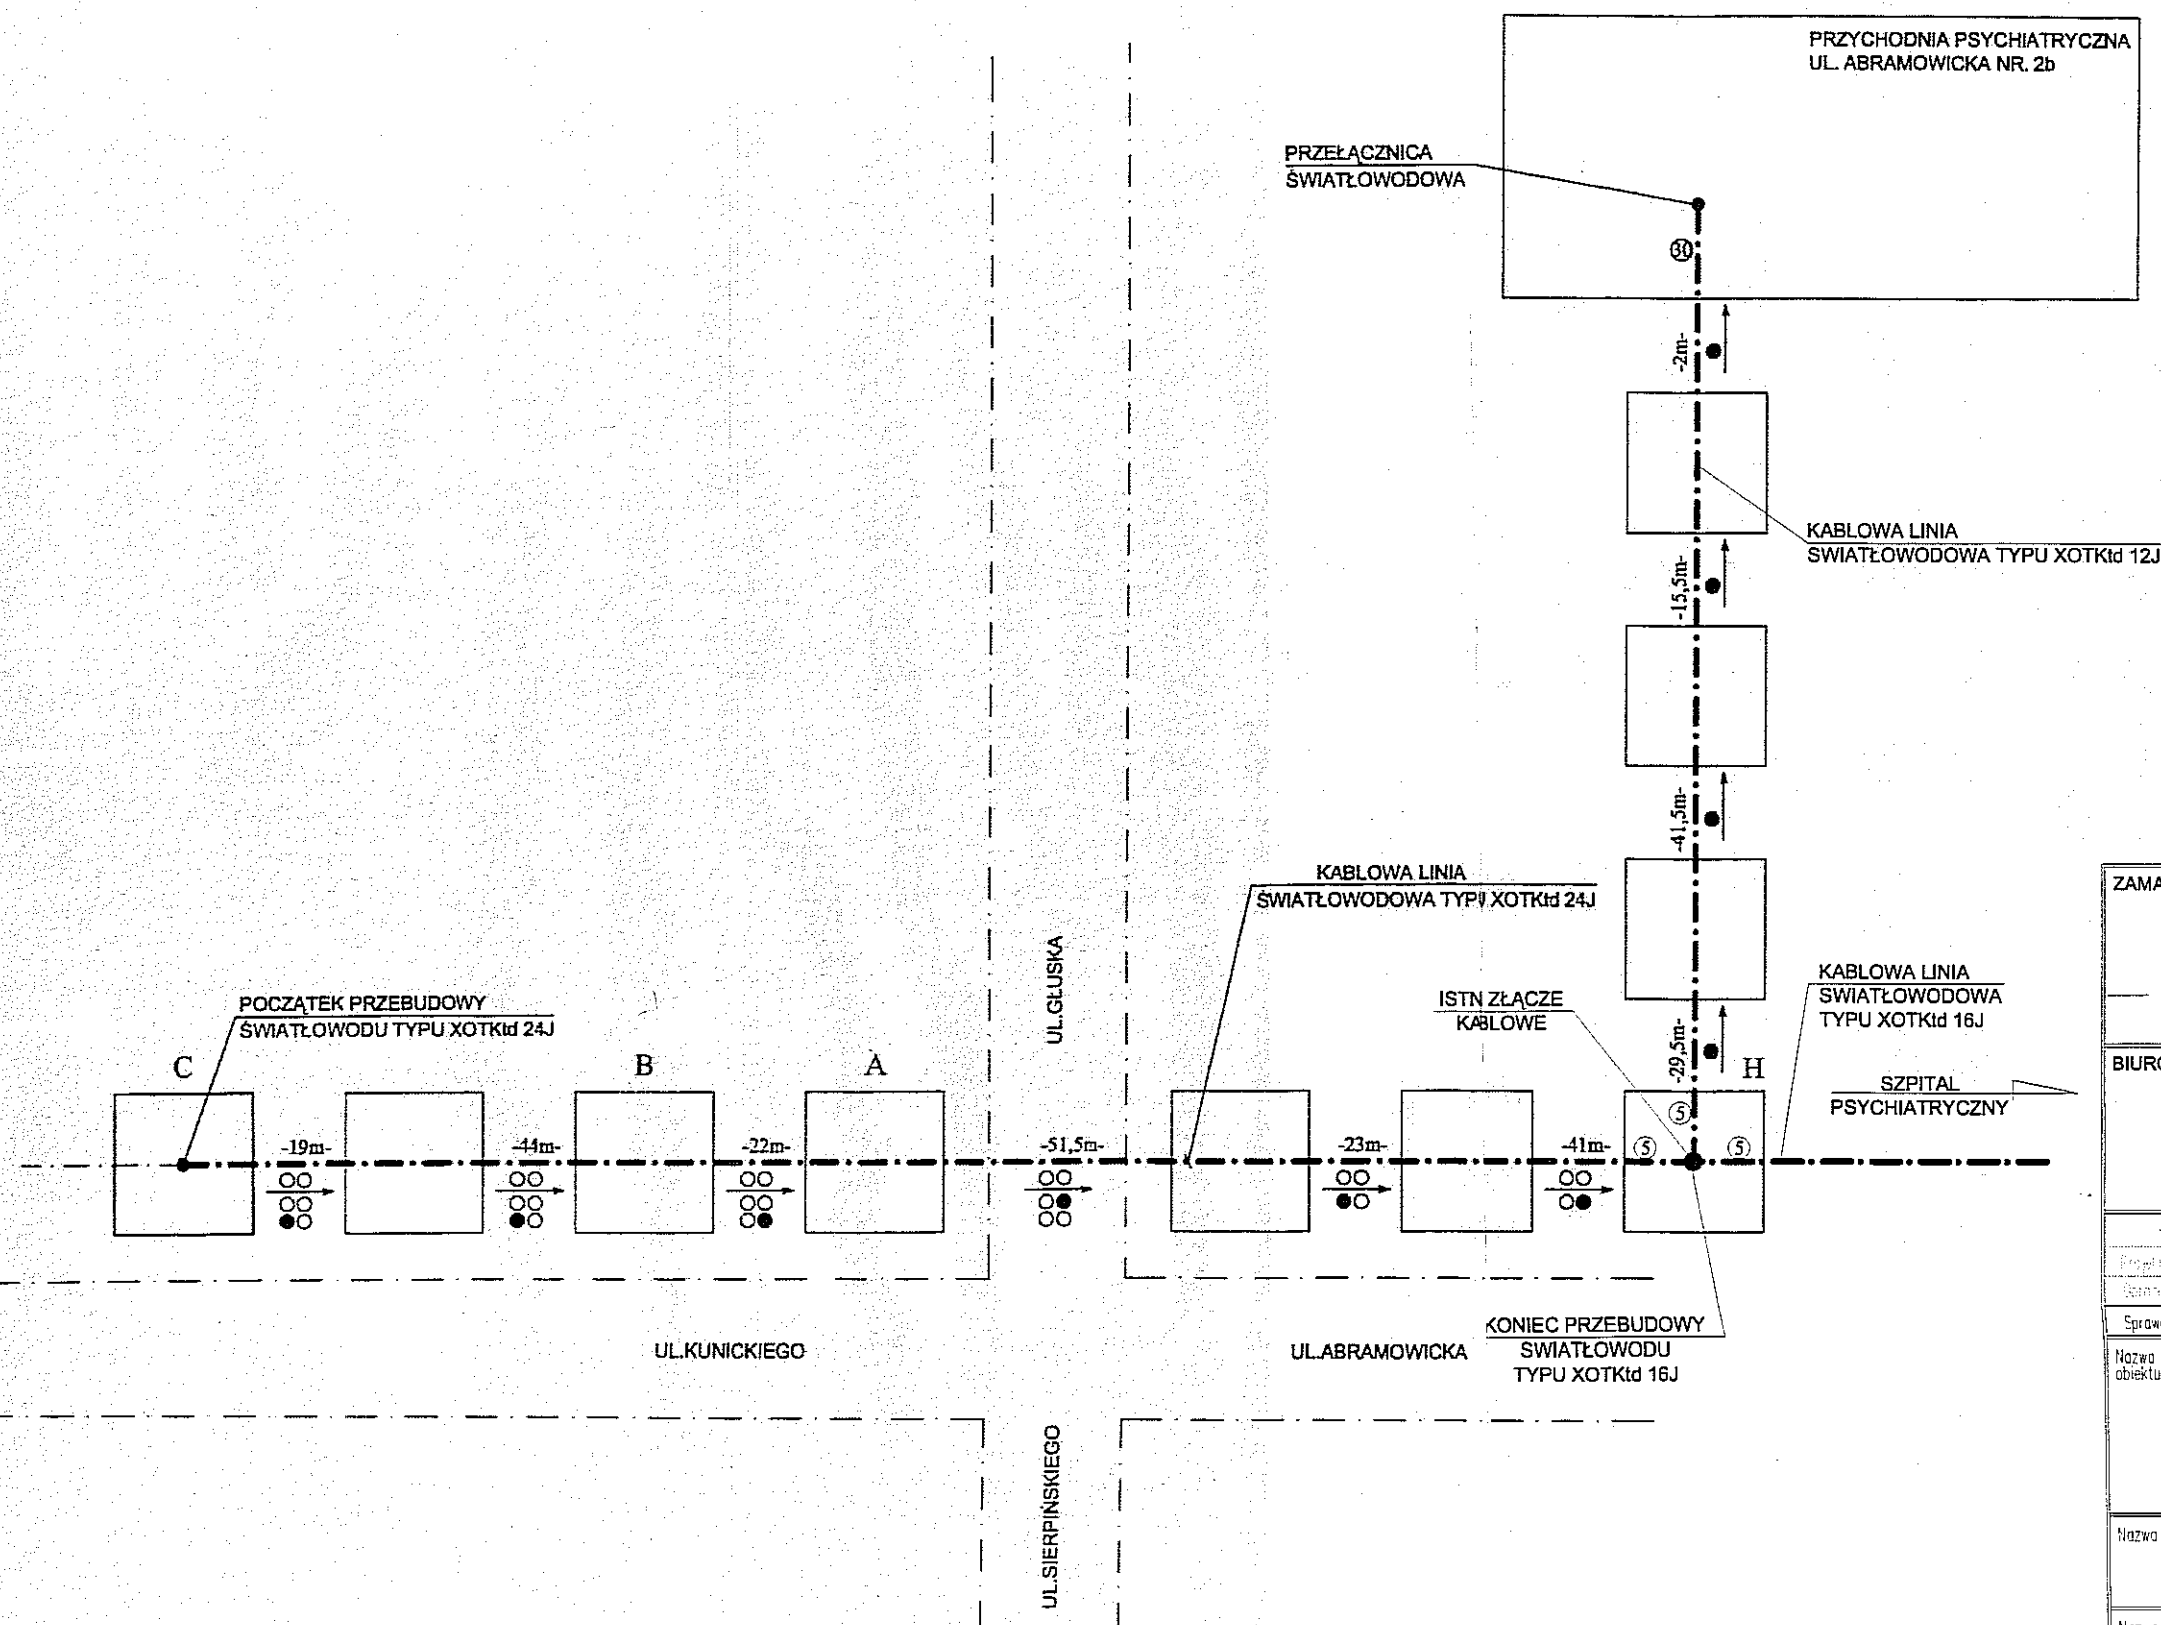 PRZYCHODNIA PSYCHIATRYCZNA
UL. ABRAMOWICKA NR. 2b
PRZEŁĄCZNICA
ŚWIATŁOWODOWA
30
-2m-
KABLOWA LINIA
SWIATŁOWODOWA TYPU XOTKtd 12J
-15,5m-
-41,5m-
KABLOWA LINIA
ŚWIATŁOWODOWA TYPU XOTKtd 24J
ZAMA
UL.GŁUSKA
ISTN ZŁĄCZE
KABLOWE
KABLOWA LINIA
SWIATŁOWODOWA
TYPU XOTKtd 16J
POCZĄTEK PRZEBUDOWY
ŚWIATŁOWODU TYPU XOTKtd 24J
-29,5m-
BIURO
C
B
A
H
SZPITAL
PSYCHIATRYCZNY
5
-19m-
-44m-
-22m-
-51,5m-
-23m-
-41m-
5
5
UL.KUNICKIEGO
UL.ABRAMOWICKA
KONIEC PRZEBUDOWY
SWIATŁOWODU
TYPU XOTKtd 16J
Spraw
Nazwa
obiektu
UL.SIERPIŃSKIEGO
Nazwa